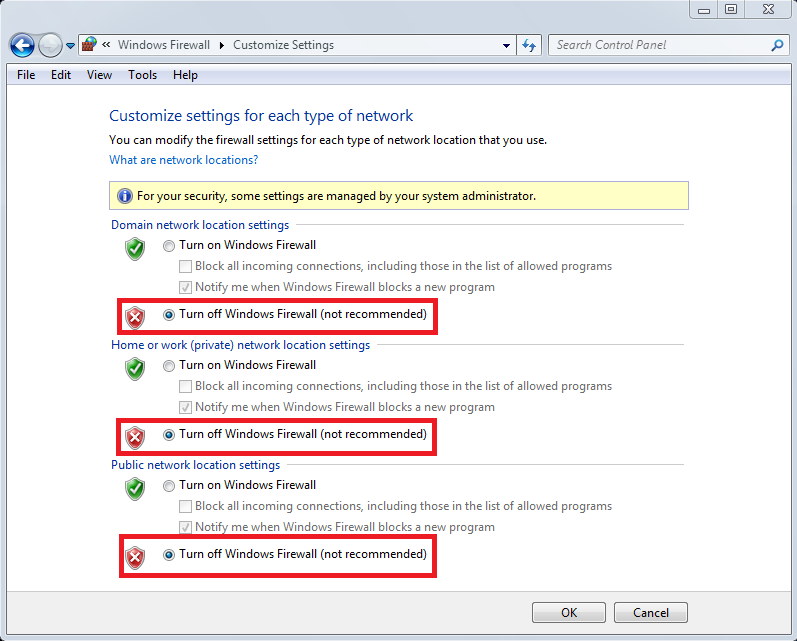 « Windows Firewall ▸ Customize Settings
Search Control Panel
File Edit View Tools Help
Customize settings for each type of network
You can modify the firewall settings for each type of network location that you use.
What are network locations?
For your security, some settings are managed by your system administrator.
Domain network location settings
Turn on Windows Firewall
Block all incoming connections, including those in the list of allowed programs
Notify me when Windows Firewall blocks a new program
Turn off Windows Firewall (not recommended)
Home or work (private) network location settings
Turn on Windows Firewall
Block all incoming connections, including those in the list of allowed programs
Notify me when Windows Firewall blocks a new program
Turn off Windows Firewall (not recommended)
Public network location settings
Turn on Windows Firewall
Block all incoming connections, including those in the list of allowed programs
Notify me when Windows Firewall blocks a new program
Turn off Windows Firewall (not recommended)
OK Cancel